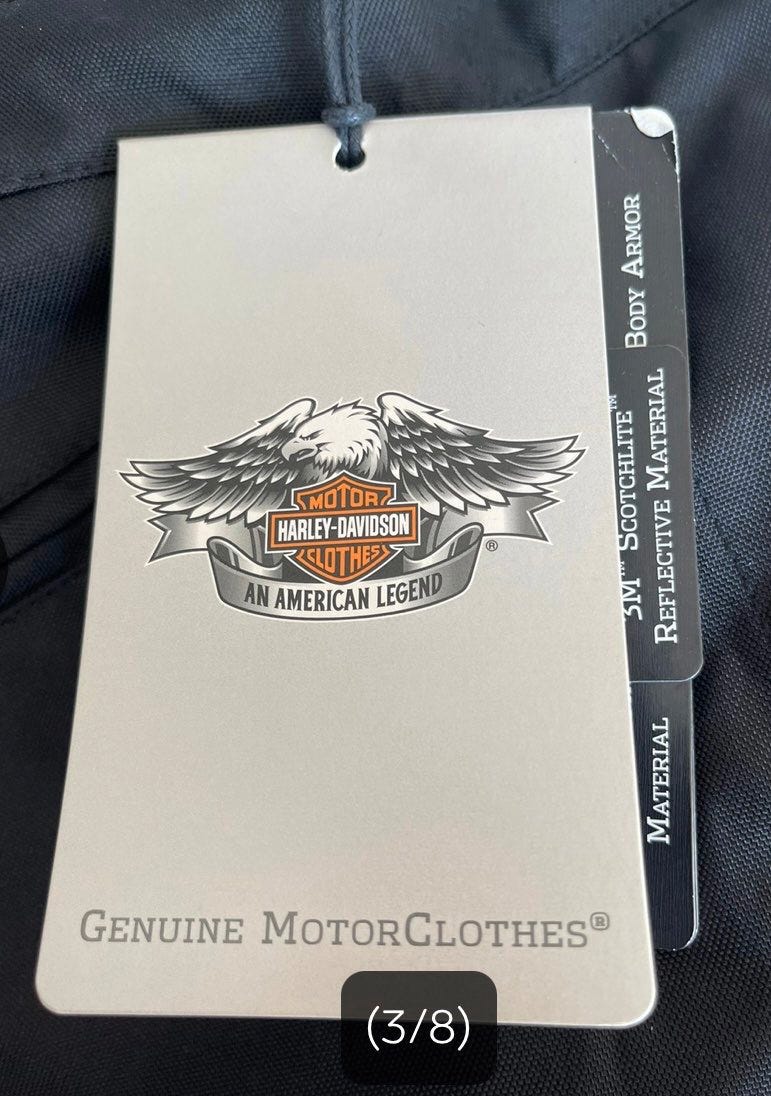 MOTOR
HARLEY-DAVIDSON
CLOTHES
®
AN AMERICAN LEGEND
GENUINE MOTORCLOTHES®
BODY ARMOR
3M™ SCOTCHLITE™
REFLECTIVE MATERIAL
MATERIAL
(3/8)